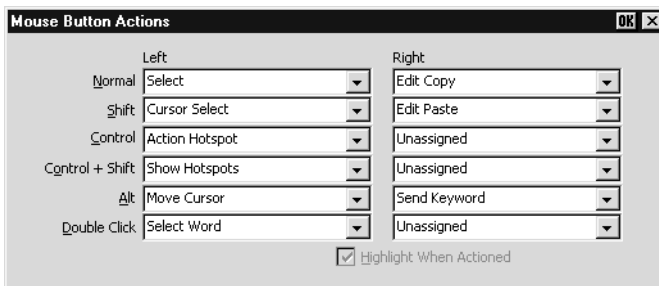 Mouse Button Actions OK
Left Right
Normal Select Edit Copy
Shift Cursor Select Edit Paste
Control Action Hotspot Unassigned
Control + Shift Show Hotspots Unassigned
Alt Move Cursor Send Keyword
Double Click Select Word Unassigned
Highlight When Actioned